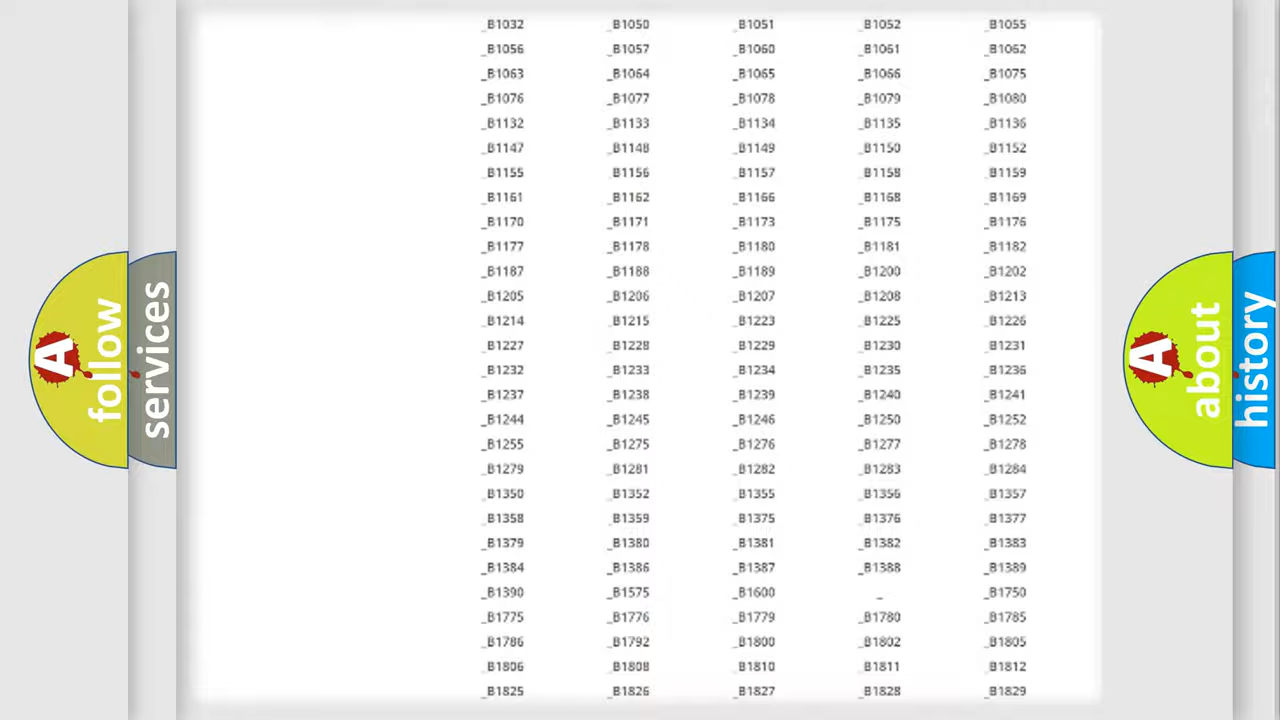 _B1032 _B1050 _B1051 _B1052 _B1055
_B1056 _B1057 _B1060 _B1061 _B1062
_B1063 _B1064 _B1065 _B1066 _B1075
_B1076 _B1077 _B1078 _B1079 _B1080
_B1132 _B1133 _B1134 _B1135 _B1136
_B1147 _B1148 _B1149 _B1150 _B1152
_B1155 _B1156 _B1157 _B1158 _B1159
_B1161 _B1162 _B1166 _B1168 _B1169
_B1170 _B1171 _B1173 _B1175 _B1176
_B1177 _B1178 _B1180 _B1181 _B1182
_B1187 _B1188 _B1189 _B1200 _B1202
_B1205 _B1206 _B1207 _B1208 _B1213
_B1214 _B1215 _B1223 _B1225 _B1226
_B1227 _B1228 _B1229 _B1230 _B1231
_B1232 _B1233 _B1234 _B1235 _B1236
_B1237 _B1238 _B1239 _B1240 _B1241
_B1244 _B1245 _B1246 _B1250 _B1252
_B1255 _B1275 _B1276 _B1277 _B1278
_B1279 _B1281 _B1282 _B1283 _B1284
_B1350 _B1352 _B1355 _B1356 _B1357
_B1358 _B1359 _B1375 _B1376 _B1377
_B1379 _B1380 _B1381 _B1382 _B1383
_B1384 _B1386 _B1387 _B1388 _B1389
_B1390 _B1575 _B1600 _ _B1750
_B1775 _B1776 _B1779 _B1780 _B1785
_B1786 _B1792 _B1800 _B1802 _B1805
_B1806 _B1808 _B1810 _B1811 _B1812
_B1825 _B1826 _B1827 _B1828 _B1829
A follow
services
A about
history